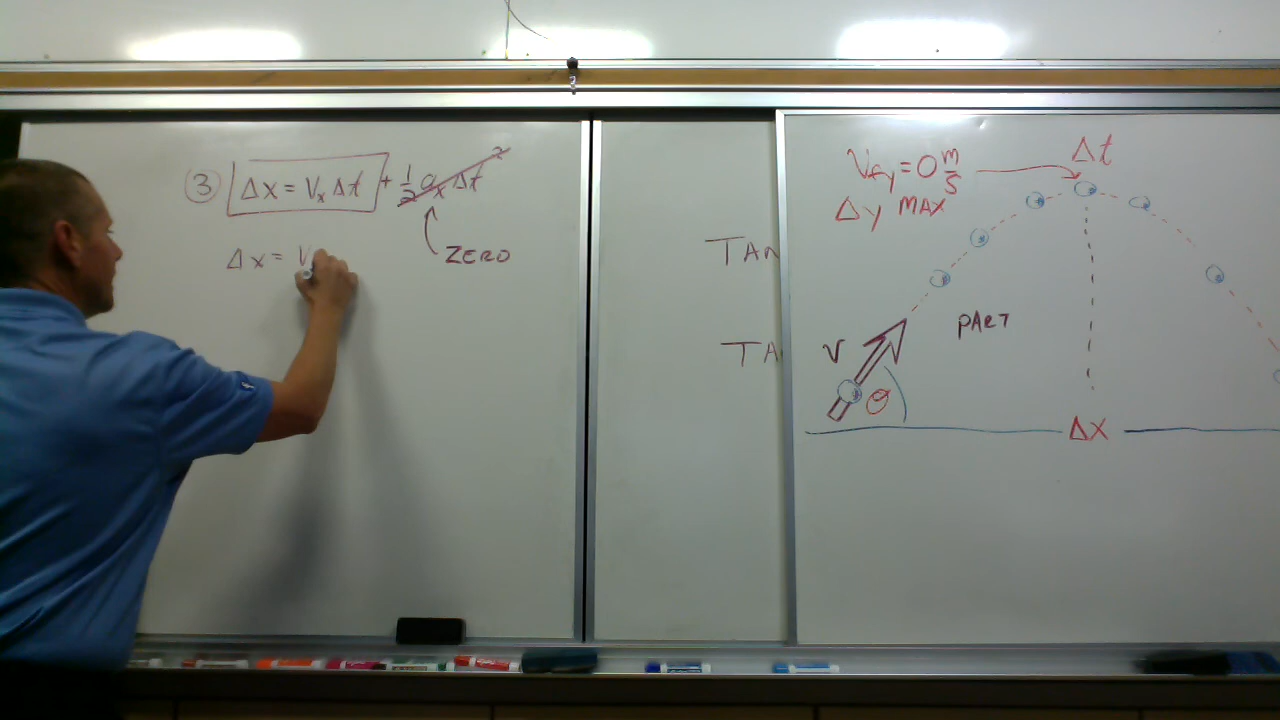 ③ Δx = Vₓ Δt + ½ aₓ Δt²
ZERO
Δx = V
TAN
TA
Vfy = 0 m/s
Δy MAX
Δt
PART
V
θ
Δx